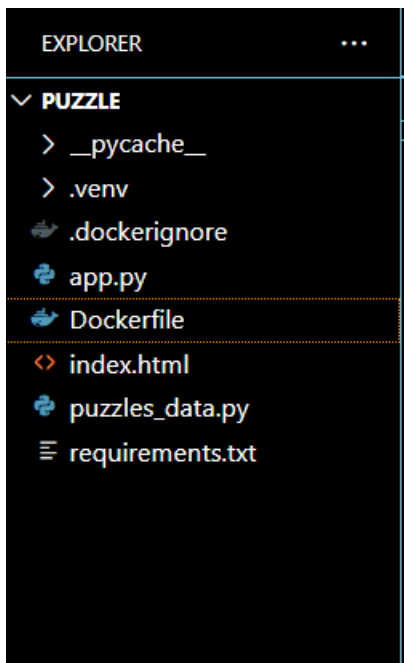 EXPLORER ...
PUZZLE
__pycache__
.venv
.dockerignore
app.py
Dockerfile
index.html
puzzles_data.py
requirements.txt